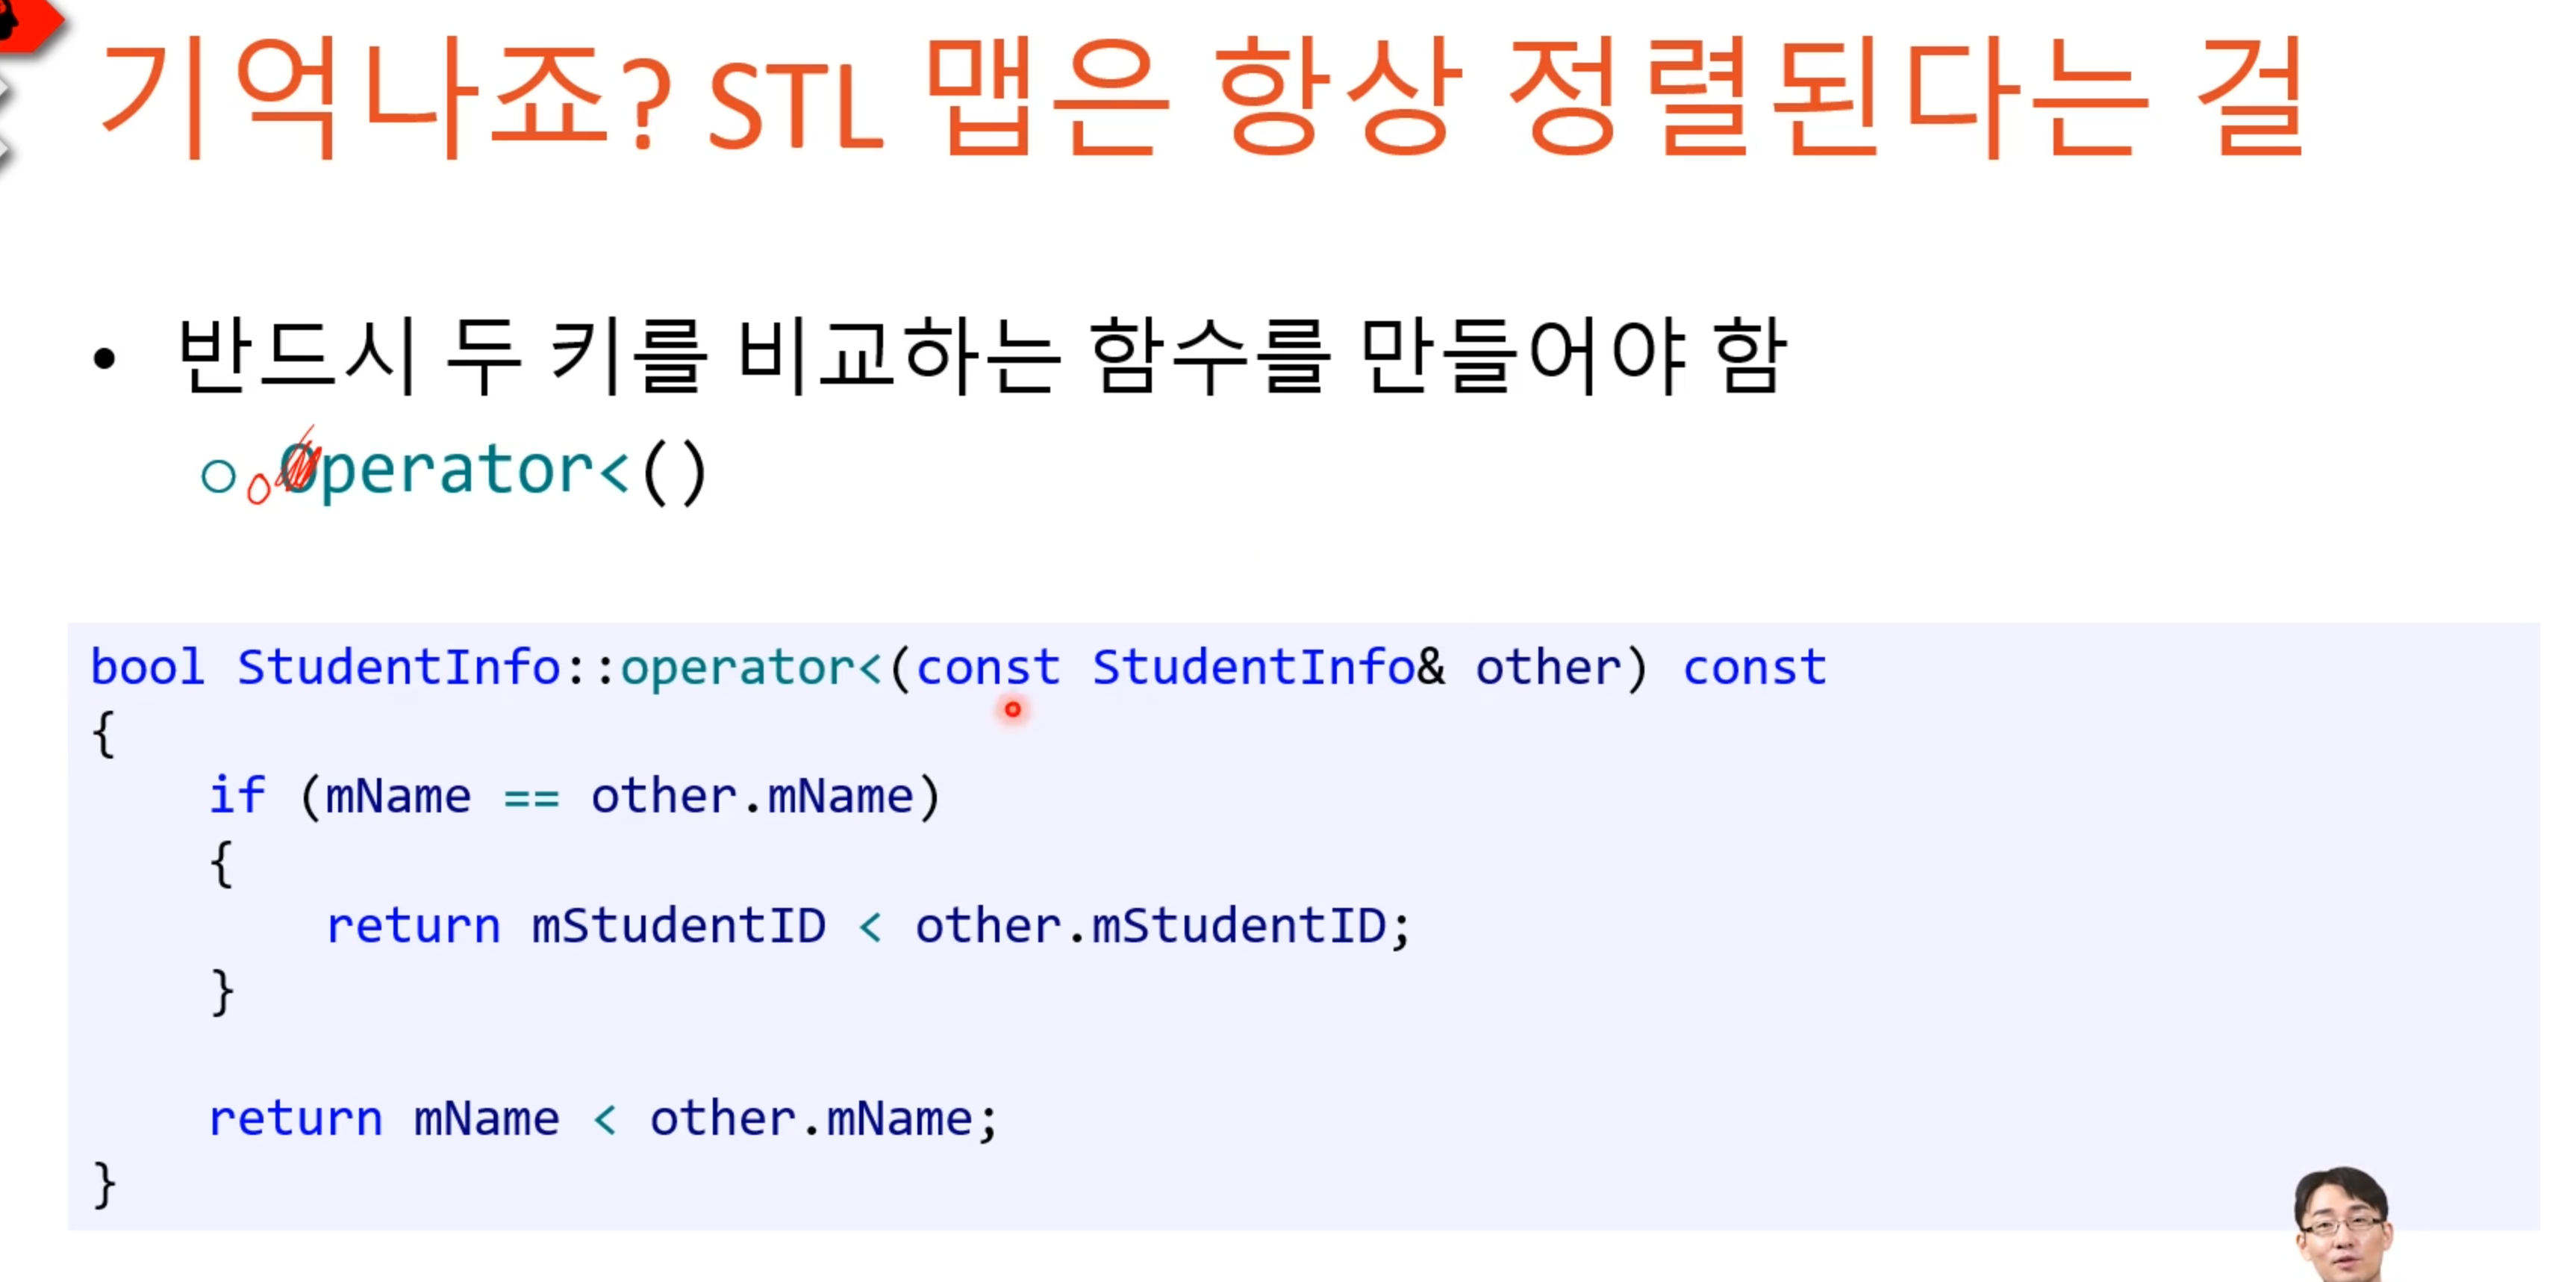 기억나죠? STL 맵은 항상 정렬된다는 걸
• 반드시 두 키를 비교하는 함수를 만들어야 함
○ Operator<()
bool StudentInfo::operator<(const StudentInfo& other) const
{
    if (mName == other.mName)
    {
        return mStudentID < other.mStudentID;
    }

    return mName < other.mName;
}